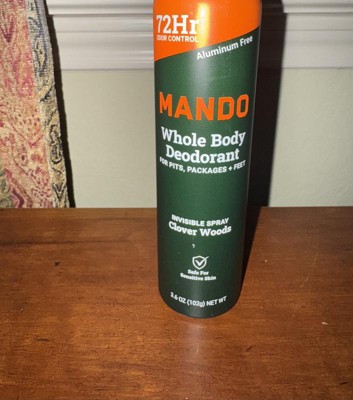 72Hr
ODOR CONTROL
Aluminum Free
MANDO
Whole Body
Deodorant
FOR PITS, PACKAGES + FEET
INVISIBLE SPRAY
Clover Woods
Safe For
Sensitive Skin
3.6 OZ (102g) NET WT